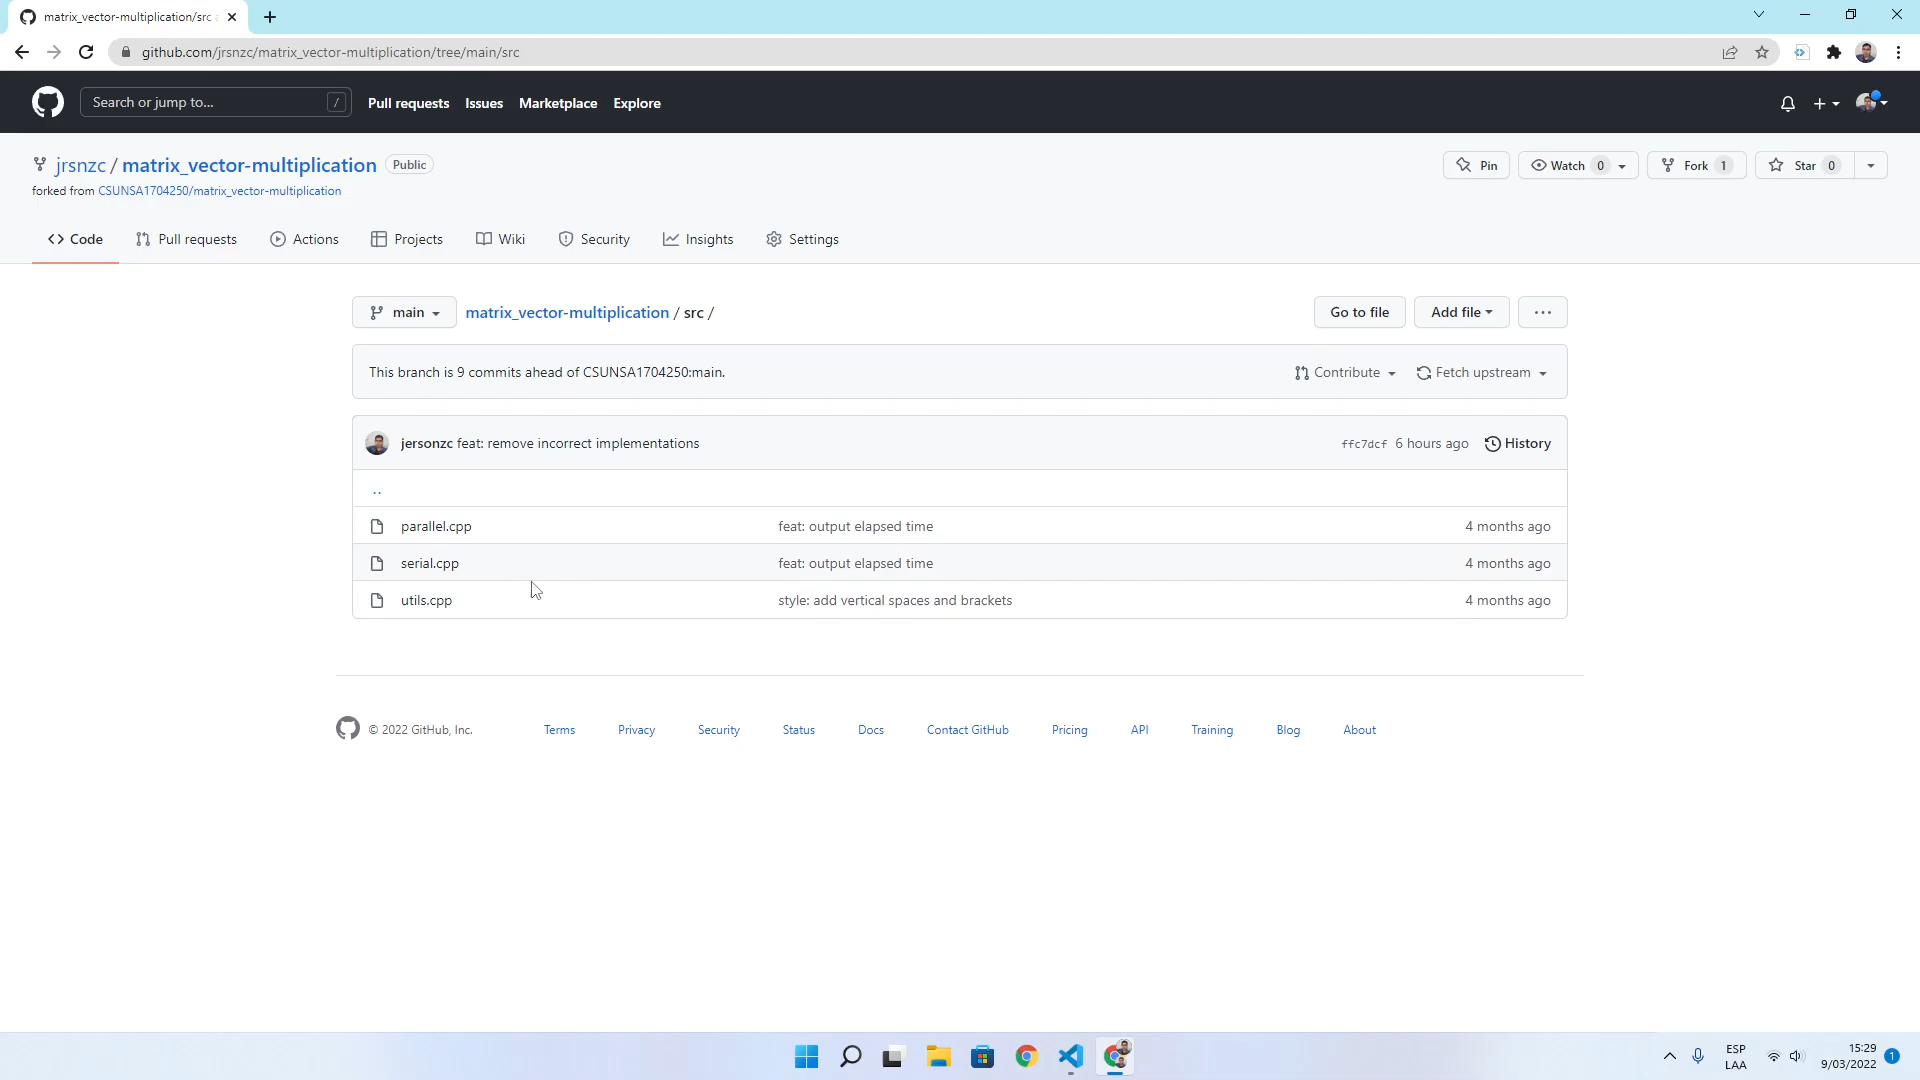 matrix_vector-multiplication/src
github.com/jrsnzc/matrix_vector-multiplication/tree/main/src
Search or jump to... /
Pull requests Issues Marketplace Explore
jrsnzc / matrix_vector-multiplication Public
Pin Watch 0 Fork 1 Star 0
forked from CSUNSA1704250/matrix_vector-multiplication
Code Pull requests Actions Projects Wiki Security Insights Settings
main matrix_vector-multiplication / src / Go to file Add file ...
This branch is 9 commits ahead of CSUNSA1704250:main. Contribute Fetch upstream
jersonzc feat: remove incorrect implementations ffc7dcf 6 hours ago History
..
parallel.cpp feat: output elapsed time 4 months ago
serial.cpp feat: output elapsed time 4 months ago
utils.cpp style: add vertical spaces and brackets 4 months ago
© 2022 GitHub, Inc. Terms Privacy Security Status Docs Contact GitHub Pricing API Training Blog About
ESP
LAA
15:29
9/03/2022
1